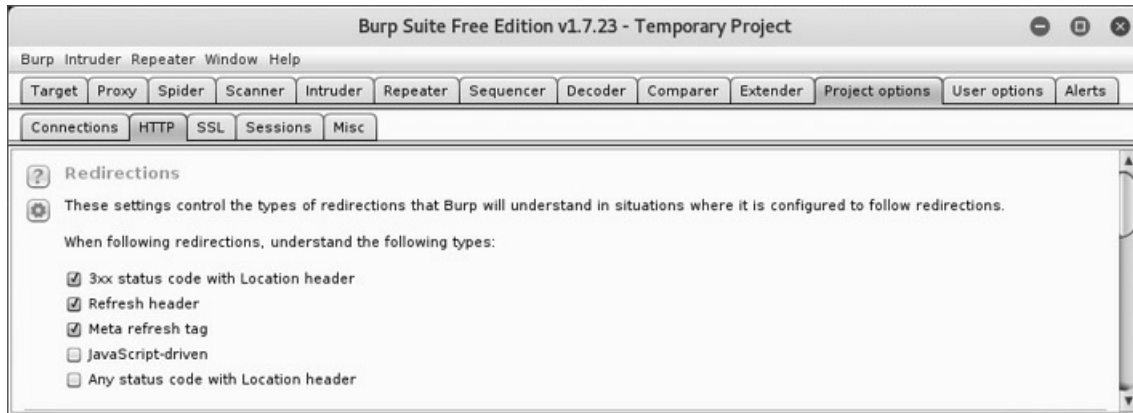 Burp Suite Free Edition v1.7.23 - Temporary Project
Burp Intruder Repeater Window Help
Target Proxy Spider Scanner Intruder Repeater Sequencer Decoder Comparer Extender Project options User options Alerts
Connections HTTP SSL Sessions Misc
? Redirections
These settings control the types of redirections that Burp will understand in situations where it is configured to follow redirections.
When following redirections, understand the following types:
3xx status code with Location header
Refresh header
Meta refresh tag
JavaScript-driven
Any status code with Location header